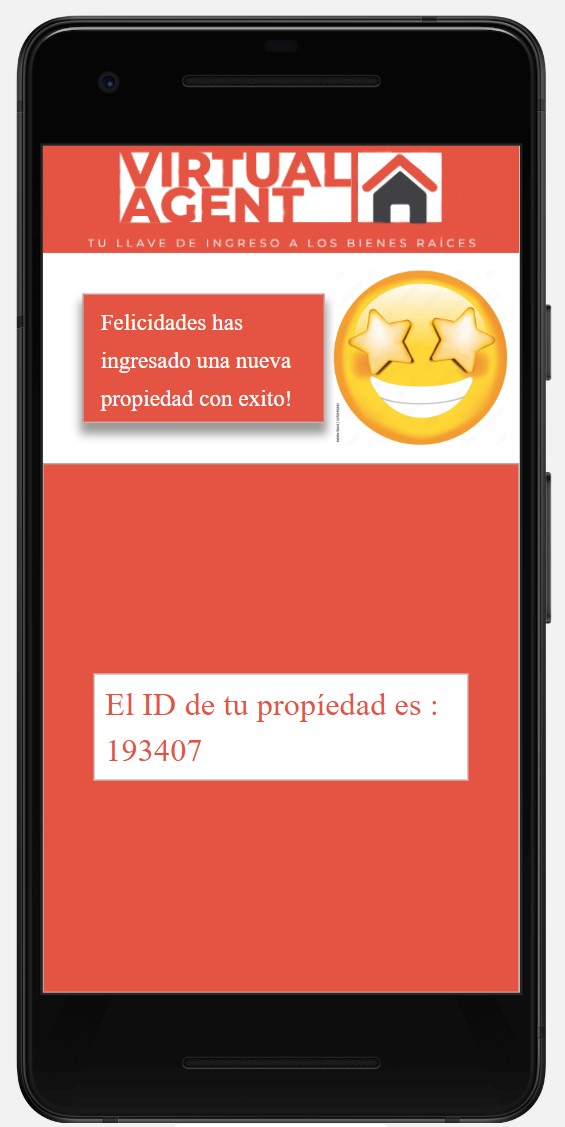 VIRTUAL
AGENT
TU LLAVE DE INGRESO A LOS BIENES RAÍCES
Felicidades has
ingresado una nueva
propiedad con exito!
El ID de tu propíedad es :
193407